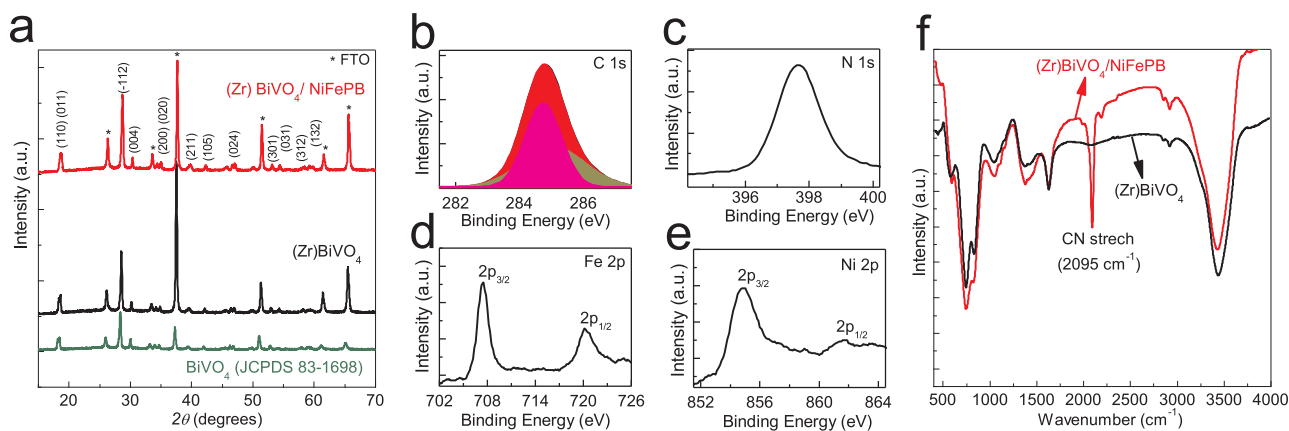 a
Intensity (a.u.)
* FTO
(Zr) BiVO4/ NiFePB
(110) (011)
*
(-112)
(004)
*
(200) (020)
*
(211)
(105)
(024)
*
(301)
(031)
(312)
(132)
*
*
(Zr)BiVO4
BiVO4 (JCPDS 83-1698)
20 30 40 50 60 70
2θ (degrees)
b
Intensity (a.u.)
C 1s
282 284 286
Binding Energy (eV)
c
Intensity (a.u.)
N 1s
396 398 400
Binding Energy (eV)
d
Intensity (a.u.)
Fe 2p
2p3/2
2p1/2
702 708 714 720 726
Binding Energy (eV)
e
Intensity (a.u.)
Ni 2p
2p3/2
2p1/2
852 856 860 864
Binding Energy (eV)
f
Intensity (a.u.)
(Zr)BiVO4/NiFePB
(Zr)BiVO4
CN strech
(2095 cm-1)
500 1000 1500 2000 2500 3000 3500 4000
Wavenumber (cm-1)